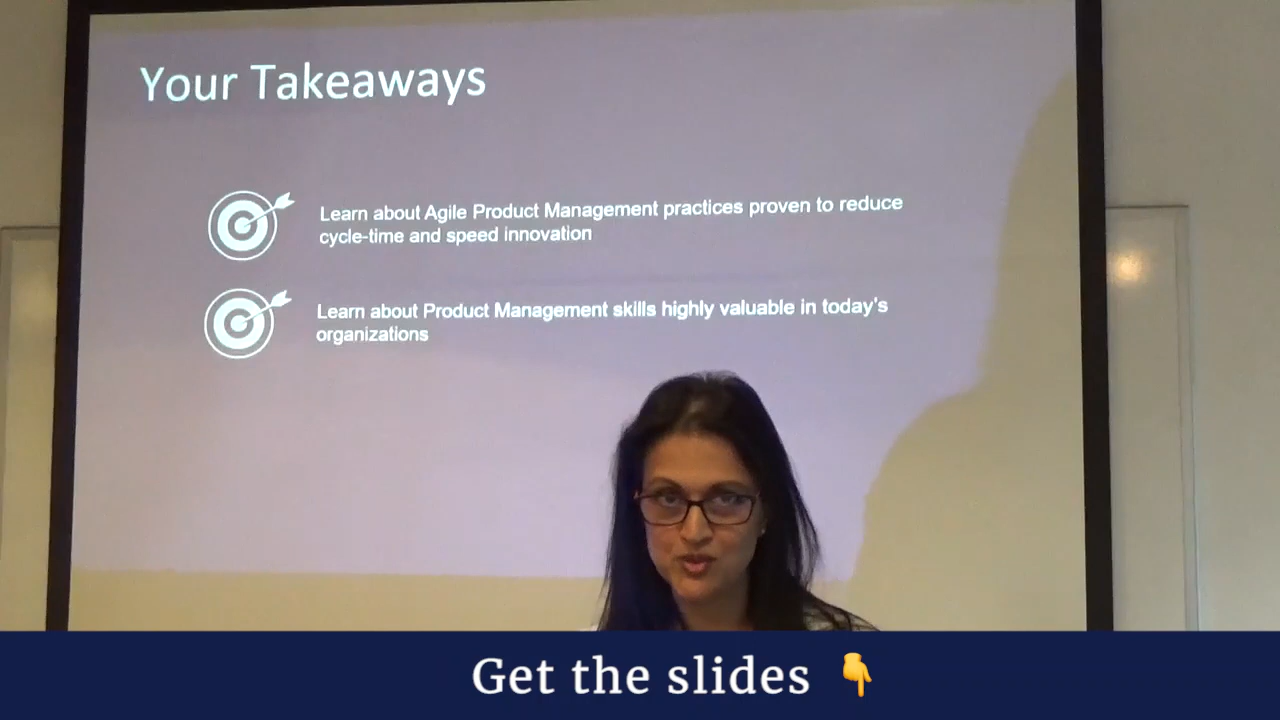 Your Takeaways
Learn about Agile Product Management practices proven to reduce
cycle-time and speed innovation
Learn about Product Management skills highly valuable in today's
organizations
Get the slides 👇